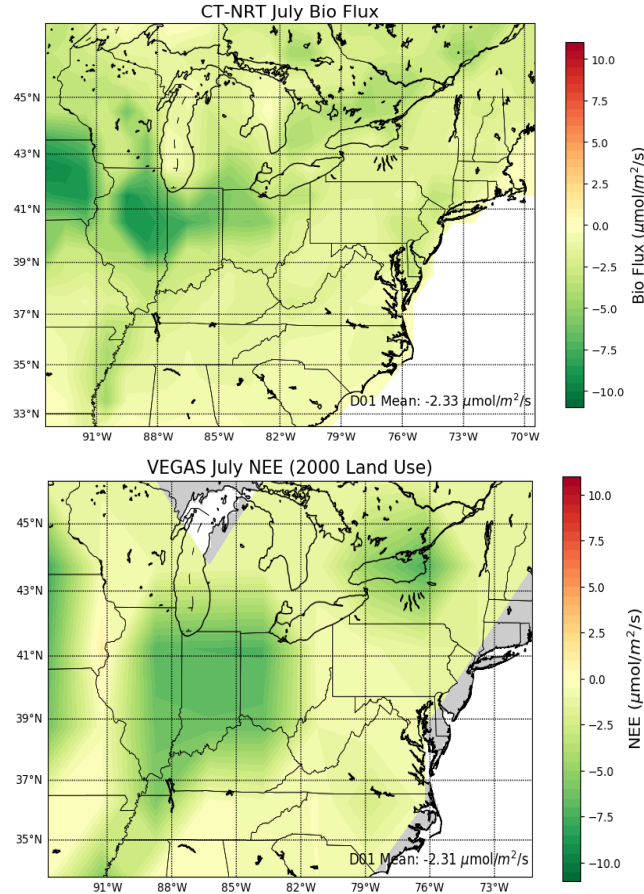 CT-NRT July Bio Flux
45°N
43°N
41°N
39°N
37°N
35°N
33°N
91°W 88°W 85°W 82°W 79°W 76°W 73°W 70°W
D01 Mean: -2.33 μmol/m²/s
10.0
7.5
5.0
2.5
0.0
−2.5
−5.0
−7.5
−10.0
Bio Flux (μmol/m²/s)
VEGAS July NEE (2000 Land Use)
45°N
43°N
41°N
39°N
37°N
35°N
91°W 88°W 85°W 82°W 79°W 76°W 73°W
D01 Mean: -2.31 μmol/m²/s
10.0
7.5
5.0
2.5
0.0
−2.5
−5.0
−7.5
−10.0
NEE (μmol/m²/s)